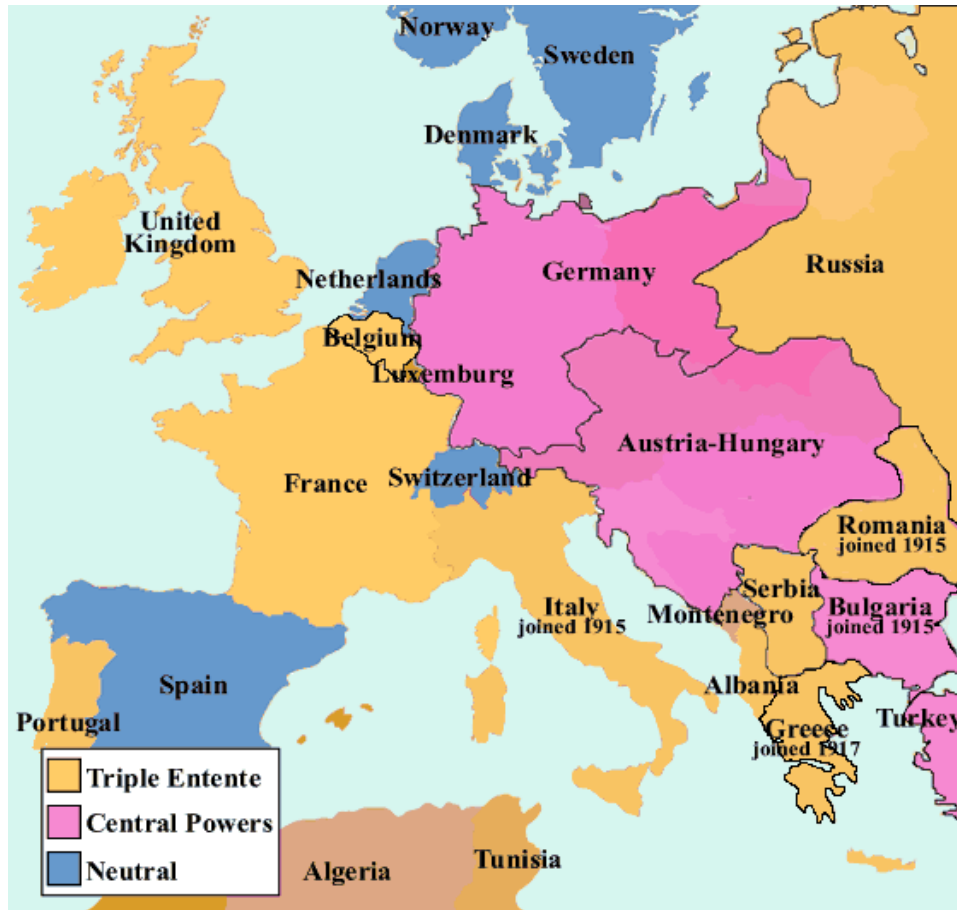 Norway
Sweden
Denmark
United
Kingdom
Netherlands
Germany
Russia
Belgium
Luxemburg
Austria-Hungary
France
Switzerland
Romania
joined 1915
Serbia
Italy
joined 1915
Montenegro
Bulgaria
joined 1915
Spain
Albania
Portugal
Greece
joined 1917
Turkey
Triple Entente
Central Powers
Neutral
Algeria
Tunisia